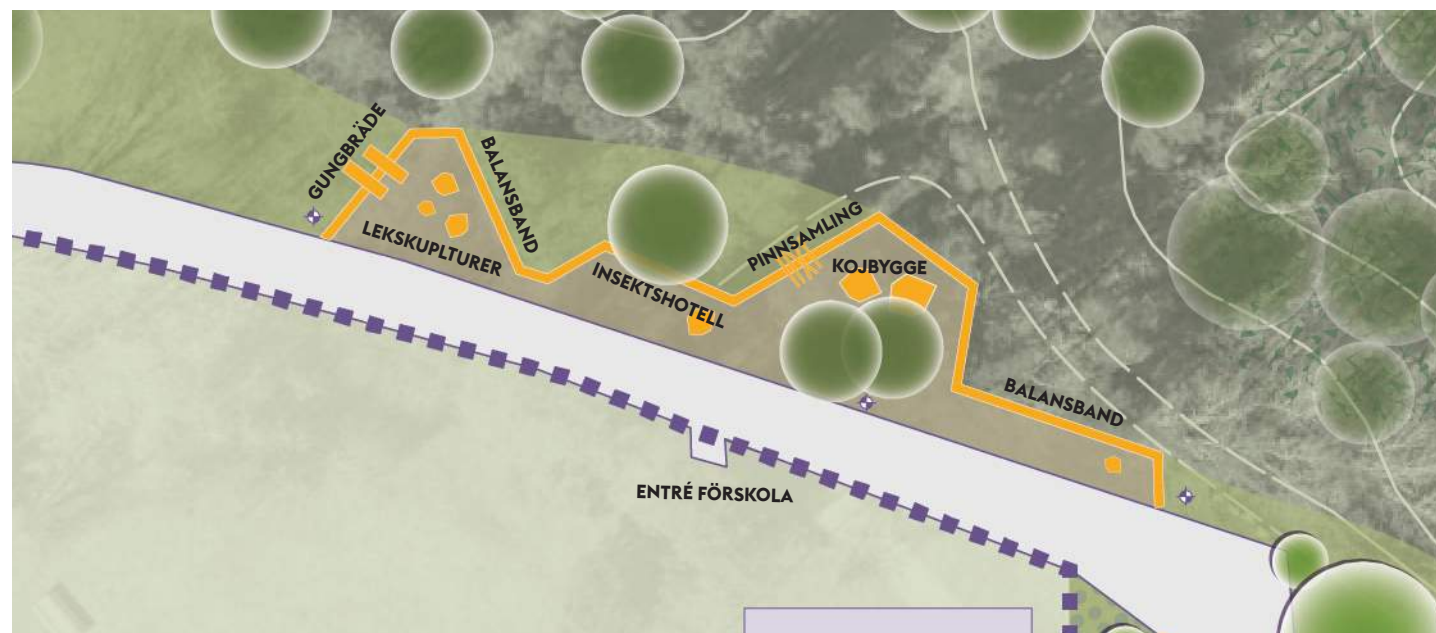 GUNGBRÄDE
BALANSBAND
LEKSKUPLTURER
INSEKTSHOTELL
PINNSAMLING
KOJBYGGE
BALANSBAND
ENTRÉ FÖRSKOLA